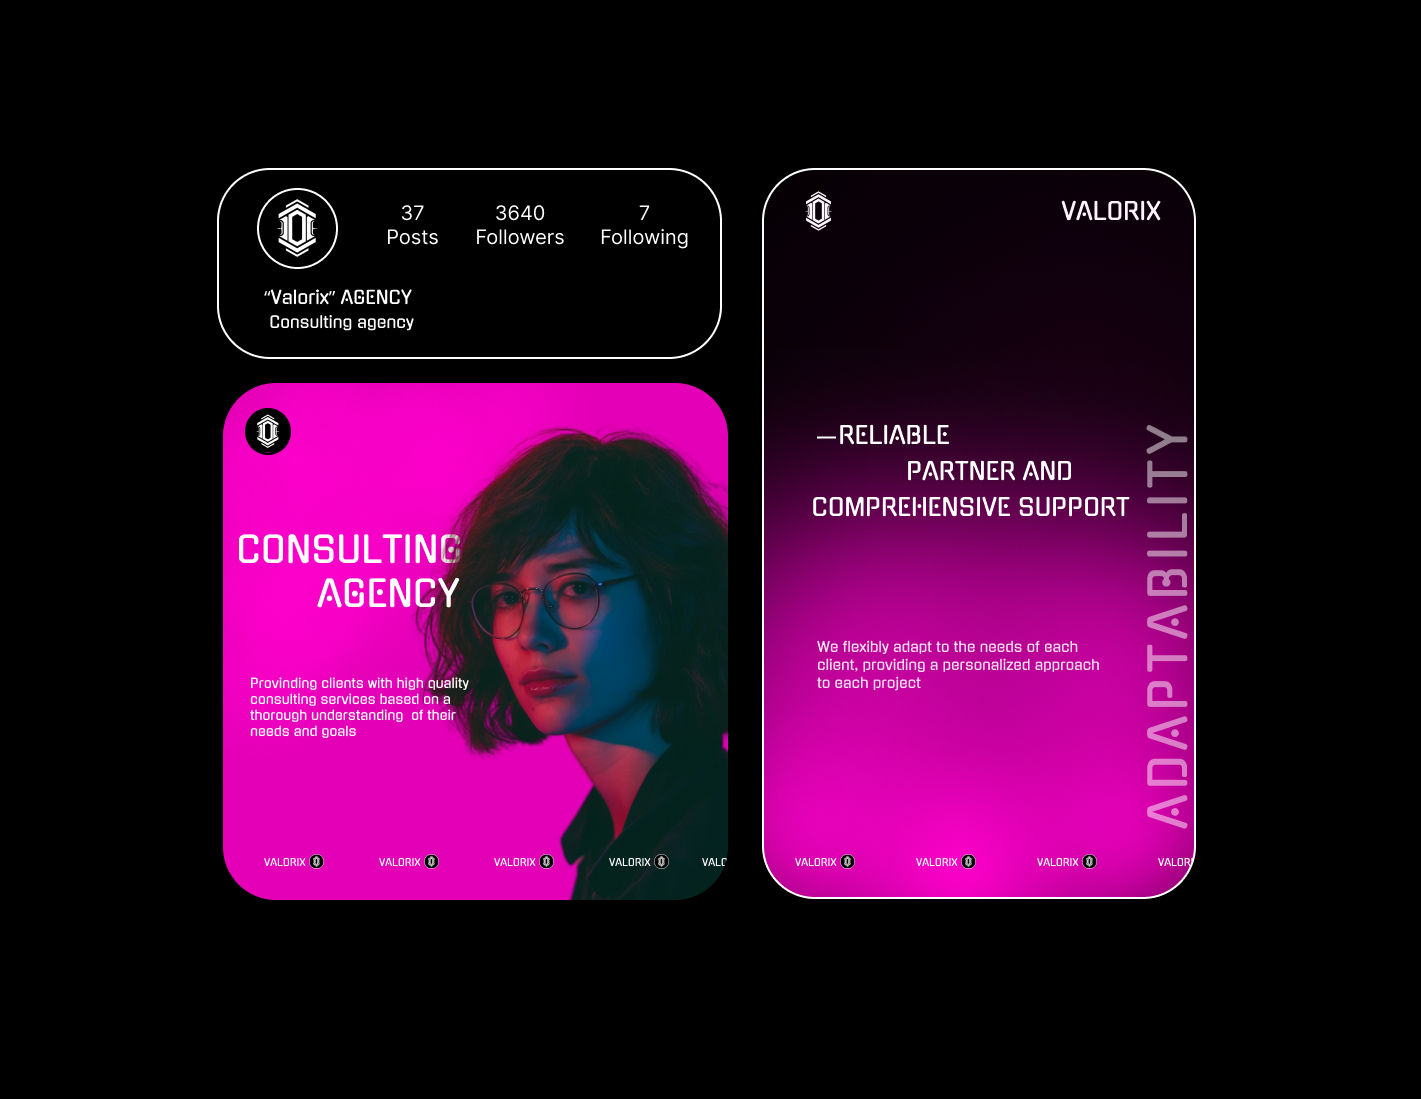 37
Posts
3640
Followers
7
Following
“Valorix” AGENCY
Consulting agency
CONSULTING
AGENCY
Provinding clients with high quality
consulting services based on a
thorough understanding of their
needs and goals
VALORIX
VALORIX
VALORIX
VALORIX
VALO
VALORIX
—RELIABLE
PARTNER AND
COMPREHENSIVE SUPPORT
ADAPTABILITY
We flexibly adapt to the needs of each
client, providing a personalized approach
to each project
VALORIX
VALORIX
VALORIX
VALORI